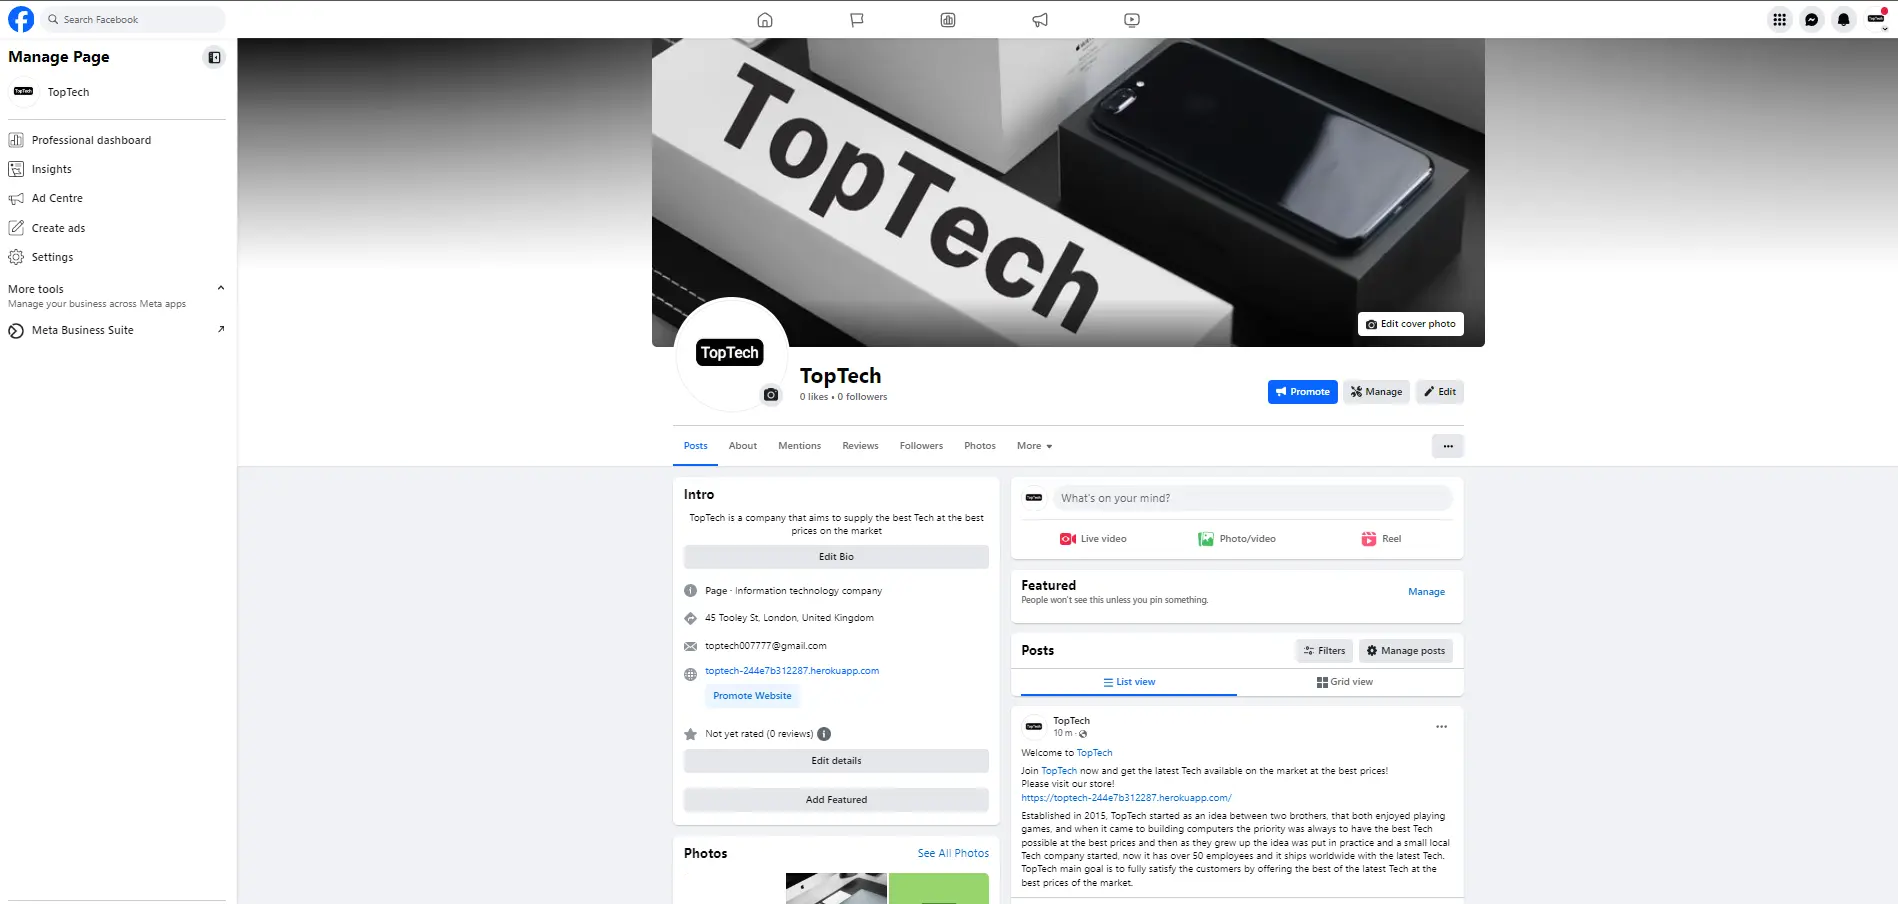 Search Facebook
Manage Page
TopTech
TopTech
Professional dashboard
Insights
Ad Centre
Create ads
Settings
More tools
Manage your business across Meta apps
Meta Business Suite
TopTech
Edit cover photo
TopTech
TopTech
0 likes • 0 followers
Promote
Manage
Edit
Posts
About
Mentions
Reviews
Followers
Photos
More
Intro
TopTech is a company that aims to supply the best Tech at the best
prices on the market
Edit Bio
Page · Information technology company
45 Tooley St, London, United Kingdom
toptech007777@gmail.com
toptech-244e7b312287.herokuapp.com
Promote Website
Not yet rated (0 reviews)
Edit details
Add Featured
Photos
See All Photos
TopTech
What's on your mind?
Live video
Photo/video
Reel
Featured
People won't see this unless you pin something.
Manage
Posts
Filters
Manage posts
List view
Grid view
TopTech
TopTech
10 m ·
Welcome to TopTech
Join TopTech now and get the latest Tech available on the market at the best prices!
Please visit our store!
https://toptech-244e7b312287.herokuapp.com/
Established in 2015, TopTech started as an idea between two brothers, that both enjoyed playing
games, and when it came to building computers the priority was always to have the best Tech
possible at the best prices and then as they grew up the idea was put in practice and a small local
Tech company started, now it has over 50 employees and it ships worldwide with the latest Tech.
TopTech main goal is to fully satisfy the customers by offering the best of the latest Tech at the
best prices of the market.